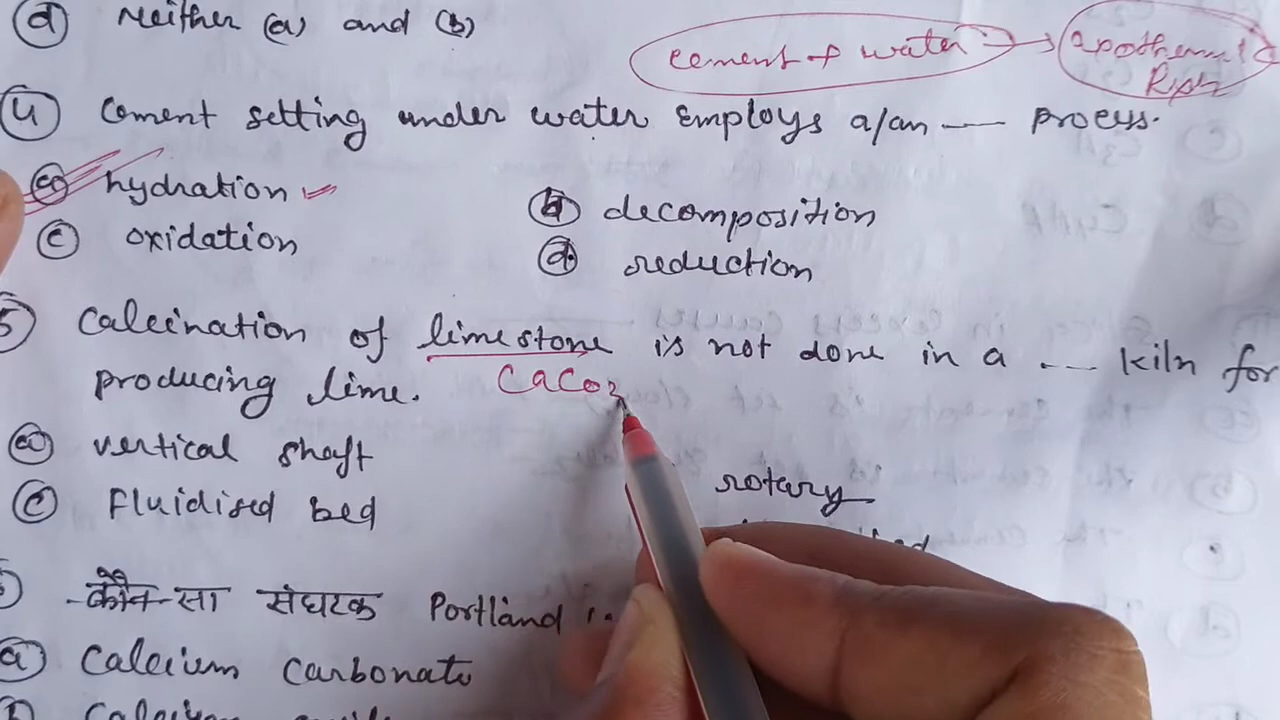 (d) neither (a) and (b)
cement + water → exothermic Rxn
(4) Cement setting under water employs a/an --- process.
(a) hydration ✓
(b) decomposition
(c) oxidation
(d) reduction
5) Calcination of limestone is not done in a --- kiln for
producing lime. CaCO3
(a) vertical shaft
rotary
(c) Fluidised bed
कौन सा संघटक Portland
(a) Calcium Carbonate